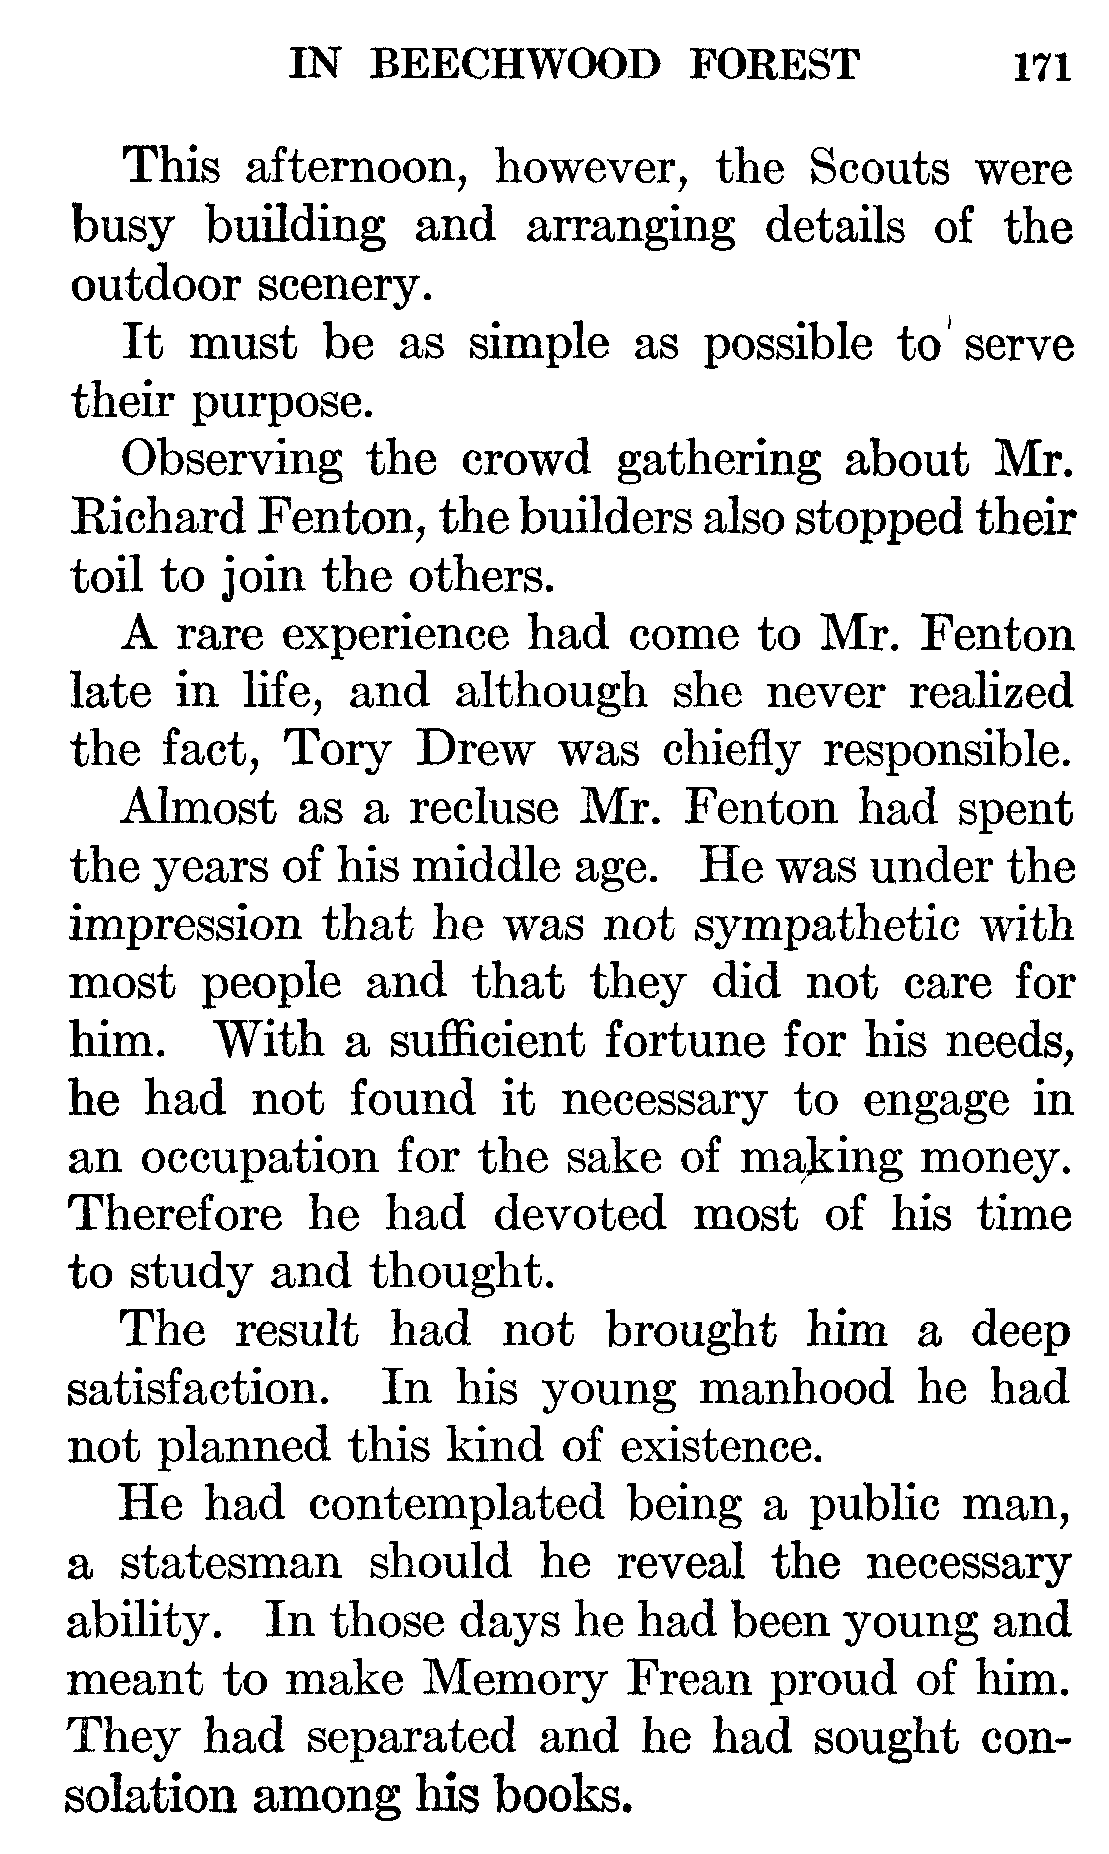 IN BEECHWOOD FOREST 171
This afternoon, however, the Scouts were
busy building and arranging details of the
outdoor scenery.
It must be as simple as possible to serve
their purpose.
Observing the crowd gathering about Mr.
Richard Fenton, the builders also stopped their
toil to join the others.
A rare experience had come to Mr. Fenton
late in life, and although she never realized
the fact, Tory Drew was chiefly responsible.
Almost as a recluse Mr. Fenton had spent
the years of his middle age. He was under the
impression that he was not sympathetic with
most people and that they did not care for
him. With a sufficient fortune for his needs,
he had not found it necessary to engage in
an occupation for the sake of making money.
Therefore he had devoted most of his time
to study and thought.
The result had not brought him a deep
satisfaction. In his young manhood he had
not planned this kind of existence.
He had contemplated being a public man,
a statesman should he reveal the necessary
ability. In those days he had been young and
meant to make Memory Frean proud of him.
They had separated and he had sought con-
solation among his books.